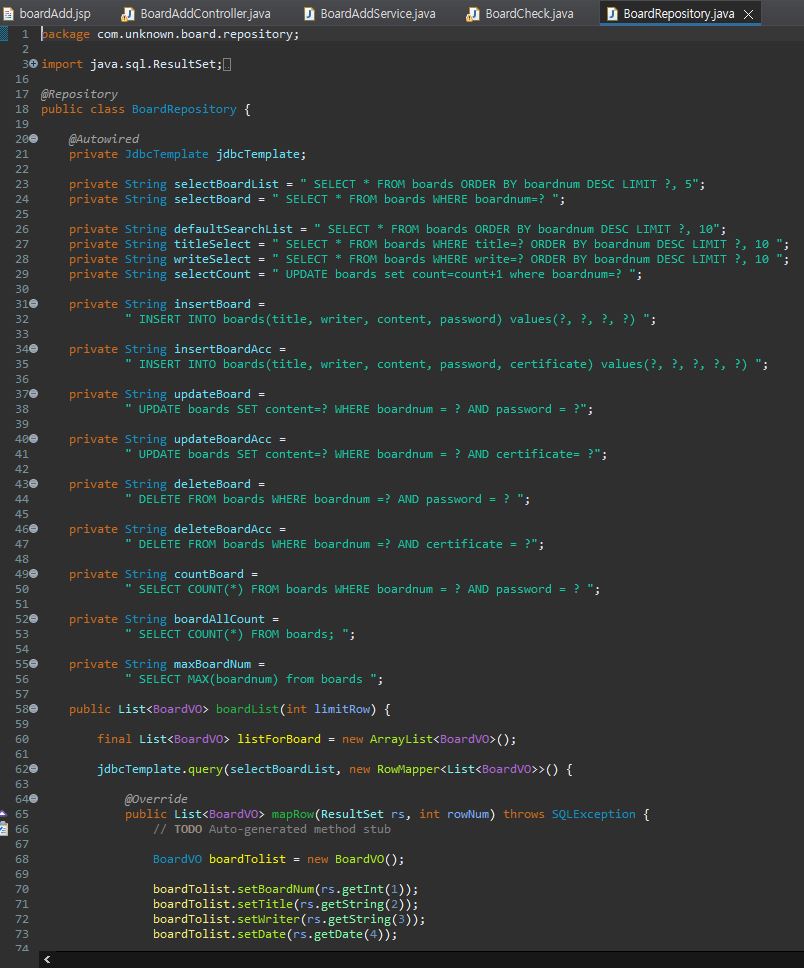 boardAdd.jsp BoardAddController.java BoardAddService.java BoardCheck.java BoardRepository.java
1 package com.unknown.board.repository;
2
3 import java.sql.ResultSet;
16
17 @Repository
18 public class BoardRepository {
19
20 @Autowired
21 private JdbcTemplate jdbcTemplate;
22
23 private String selectBoardList = " SELECT * FROM boards ORDER BY boardnum DESC LIMIT ?, 5";
24 private String selectBoard = " SELECT * FROM boards WHERE boardnum=? ";
25
26 private String defaultSearchList = " SELECT * FROM boards ORDER BY boardnum DESC LIMIT ?, 10";
27 private String titleSelect = " SELECT * FROM boards WHERE title=? ORDER BY boardnum DESC LIMIT ?, 10 ";
28 private String writeSelect = " SELECT * FROM boards WHERE write=? ORDER BY boardnum DESC LIMIT ?, 10 ";
29 private String selectCount = " UPDATE boards set count=count+1 where boardnum=? ";
30
31 private String insertBoard =
32 " INSERT INTO boards(title, writer, content, password) values(?, ?, ?, ?) ";
33
34 private String insertBoardAcc =
35 " INSERT INTO boards(title, writer, content, password, certificate) values(?, ?, ?, ?, ?) ";
36
37 private String updateBoard =
38 " UPDATE boards SET content=? WHERE boardnum = ? AND password = ?";
39
40 private String updateBoardAcc =
41 " UPDATE boards SET content=? WHERE boardnum = ? AND certificate= ?";
42
43 private String deleteBoard =
44 " DELETE FROM boards WHERE boardnum =? AND password = ? ";
45
46 private String deleteBoardAcc =
47 " DELETE FROM boards WHERE boardnum =? AND certificate = ?";
48
49 private String countBoard =
50 " SELECT COUNT(*) FROM boards WHERE boardnum = ? AND password = ? ";
51
52 private String boardAllCount =
53 " SELECT COUNT(*) FROM boards; ";
54
55 private String maxBoardNum =
56 " SELECT MAX(boardnum) from boards ";
57
58 public List<BoardVO> boardList(int limitRow) {
59
60 final List<BoardVO> listForBoard = new ArrayList<BoardVO>();
61
62 jdbcTemplate.query(selectBoardList, new RowMapper<List<BoardVO>>() {
63
64 @Override
65 public List<BoardVO> mapRow(ResultSet rs, int rowNum) throws SQLException {
66 // TODO Auto-generated method stub
67
68 BoardVO boardTolist = new BoardVO();
69
70 boardTolist.setBoardNum(rs.getInt(1));
71 boardTolist.setTitle(rs.getString(2));
72 boardTolist.setWriter(rs.getString(3));
73 boardTolist.setDate(rs.getDate(4));
74